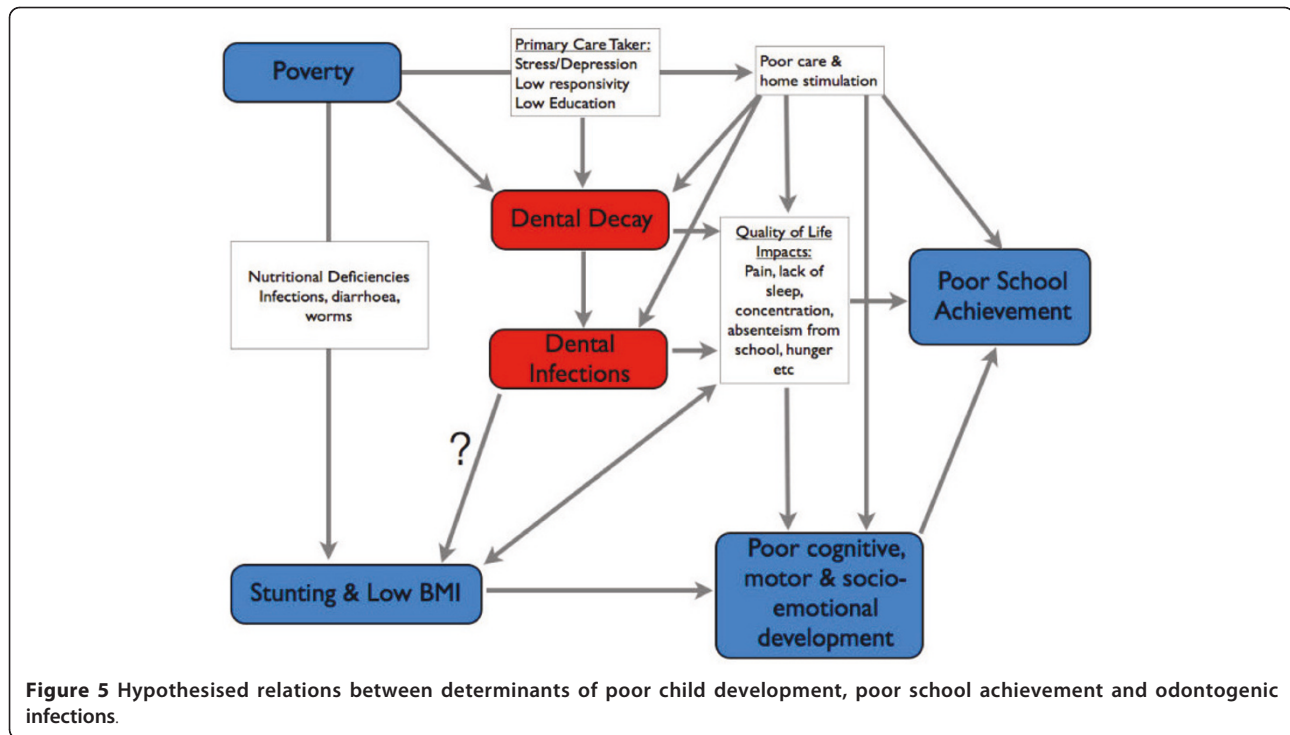 Poverty
Primary Care Taker:
Stress/Depression
Low responsivity
Low Education
Poor care &
home stimulation
Dental Decay
Quality of Life
Impacts:
Pain, lack of
sleep,
concentration,
absenteism from
school, hunger
etc
Poor School
Achievement
Nutritional Deficiencies
Infections, diarrhoea,
worms
Dental
Infections
?
Stunting & Low BMI
Poor cognitive,
motor & socio-
emotional
development
Figure 5 Hypothesised relations between determinants of poor child development, poor school achievement and odontogenic
infections.